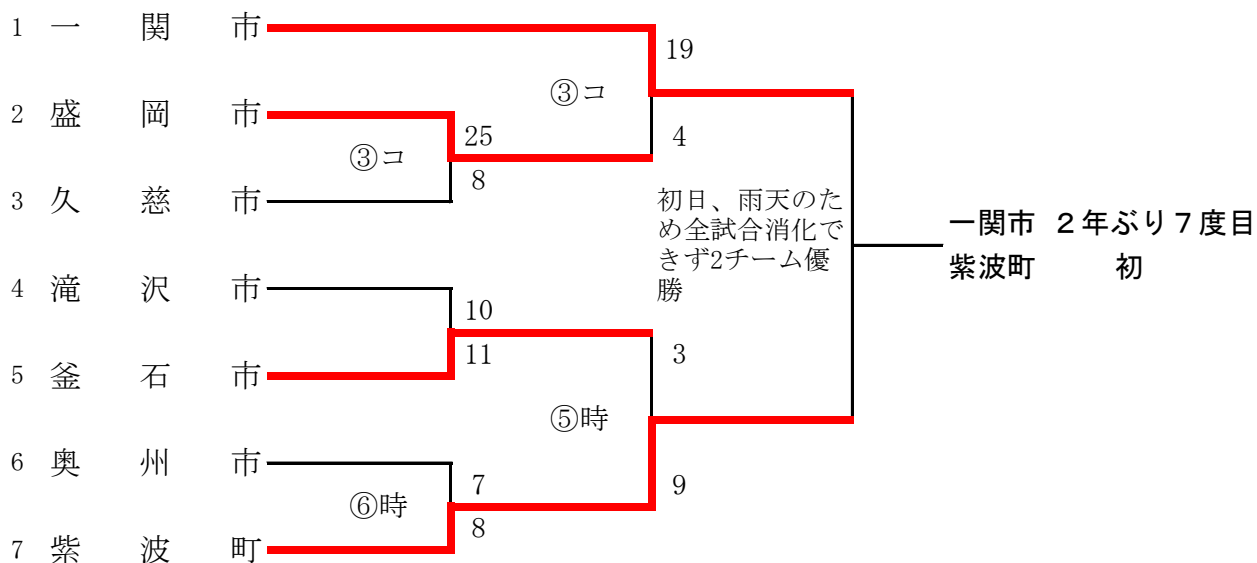 1 一関市
19
③コ
2 盛岡市
25
4
③コ
8
3 久慈市
初日、雨天のた
め全試合消化で
きず2チーム優
勝
一関市 2年ぶり7度目
紫波町 初
4 滝沢市
10
11
3
5 釜石市
⑤時
6 奥州市
7
9
⑥時
8
7 紫波町